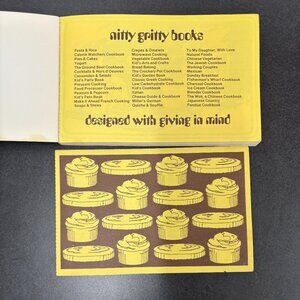 nitty gritty books
Pasta & Rice
Calorie Watchers Cookbook
Pies & Cakes
Yogurt
The Ground Beef Cookbook
Cocktails & Hors d'Oeuvres
Casseroles & Salads
Kid's Party Book
Pressure Cooking
Food Processor Cookbook
Peanuts & Popcorn
Kid's Pets Book
Make It Ahead French Cooking
Soups & Stews
Crepes & Omelets
Microwave Cooking
Vegetable Cookbook
Kid's Arts and Crafts
Bread Baking
The Crockery Pot Cookbook
Kid's Garden Book
Classic Greek Cooking
Low Carbohydrate Cookbook
Kid's Cookbook
Italian
Cheese Guide & Cookbook
Miller's German
Quiche & Souffle
To My Daughter, With Love
Natural Foods
Chinese Vegetarian
The Jewish Cookbook
Working Couples
Mexican
Sunday Breakfast
Fisherman's Wharf Cookbook
Charcoal Cookbook
Ice Cream Cookbook
Blender Cookbook
The Wok, a Chinese Cookbook
Japanese Country
Fondue Cookbook
designed with giving in mind